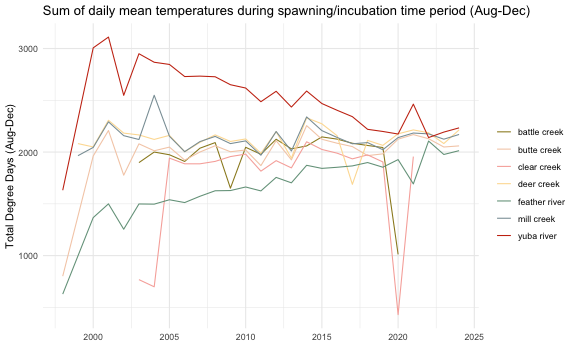 Sum of daily mean temperatures during spawning/incubation time period (Aug-Dec)
Total Degree Days (Aug-Dec)
3000
2000
1000
2000
2005
2010
2015
2020
2025
battle creek
butte creek
clear creek
deer creek
feather river
mill creek
yuba river